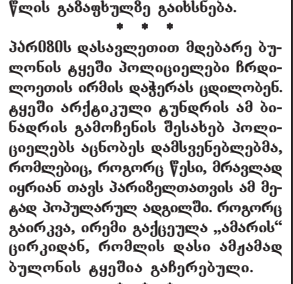 წლის გაზაფხულზე გაიხსნება.
* * *
პარიზის დასავლეთით მდებარე ბუ-
ლონის ტყეში პოლიციელები ჩრდი-
ლოეთის ირმის დაჭერას ცდილობენ.
ტყეში არქტიკული ტუნდრის ამ ბი-
ნადრის გამოჩენის შესახებ პოლი-
ციელებს აცნობეს დამსვენებლებმა,
რომლებიც, როგორც წესი, მრავლად
იყრიან თავს პარიზელთათვის ამ მე-
ტად პოპულარულ ადგილში. როგორც
გაირკვა, ირემი გაქცეულა „ამარის“
ცირკიდან, რომლის დასი ამჟამად
ბულონის ტყეშია გაჩერებული.